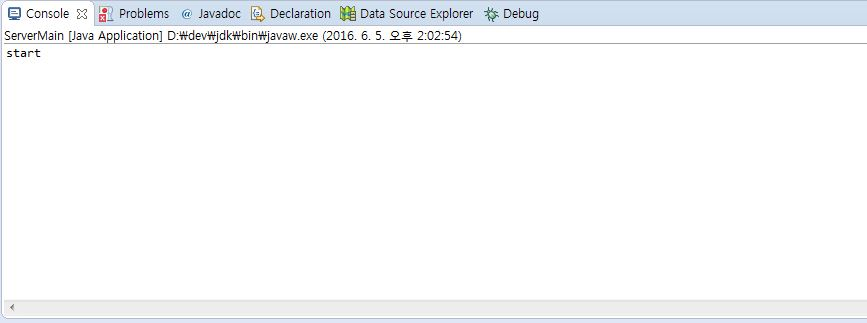 Console Problems @ Javadoc Declaration Data Source Explorer Debug
ServerMain [Java Application] D:₩dev₩jdk₩bin₩javaw.exe (2016. 6. 5. 오후 2:02:54)
start